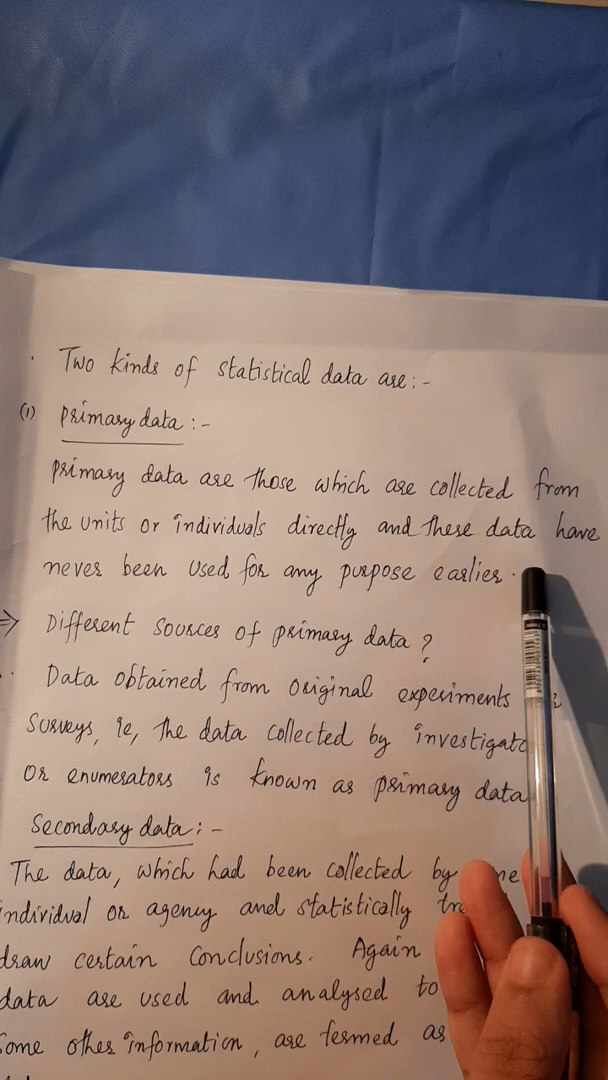 Two kinds of statistical data are:-
(1) primary data :-
primary data are those which are collected from
the units or individuals directly and these data have
never been used for any purpose earlier.
⇒ Different sources of primary data ?
Data obtained from original experiments
Surveys, ie, the data collected by
or enumerators is known as primary data
Secondary data: -
The data, which had been collected by
individual or agency and statistically
draw certain conclusions. Again
data are used and analysed to
Some other information, are termed as